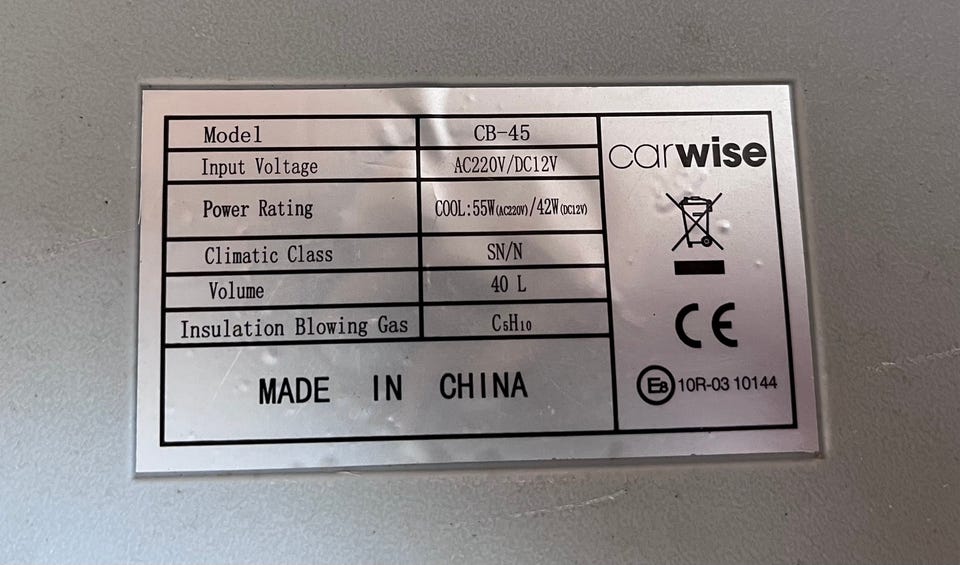 Model CB-45
Input Voltage AC220V/DC12V
Power Rating COOL:55W(AC220V)/42W(DC12V)
Climatic Class SN/N
Volume 40 L
Insulation Blowing Gas C₅H₁₀
MADE IN CHINA
carwise
CE
E8 10R-03 10144